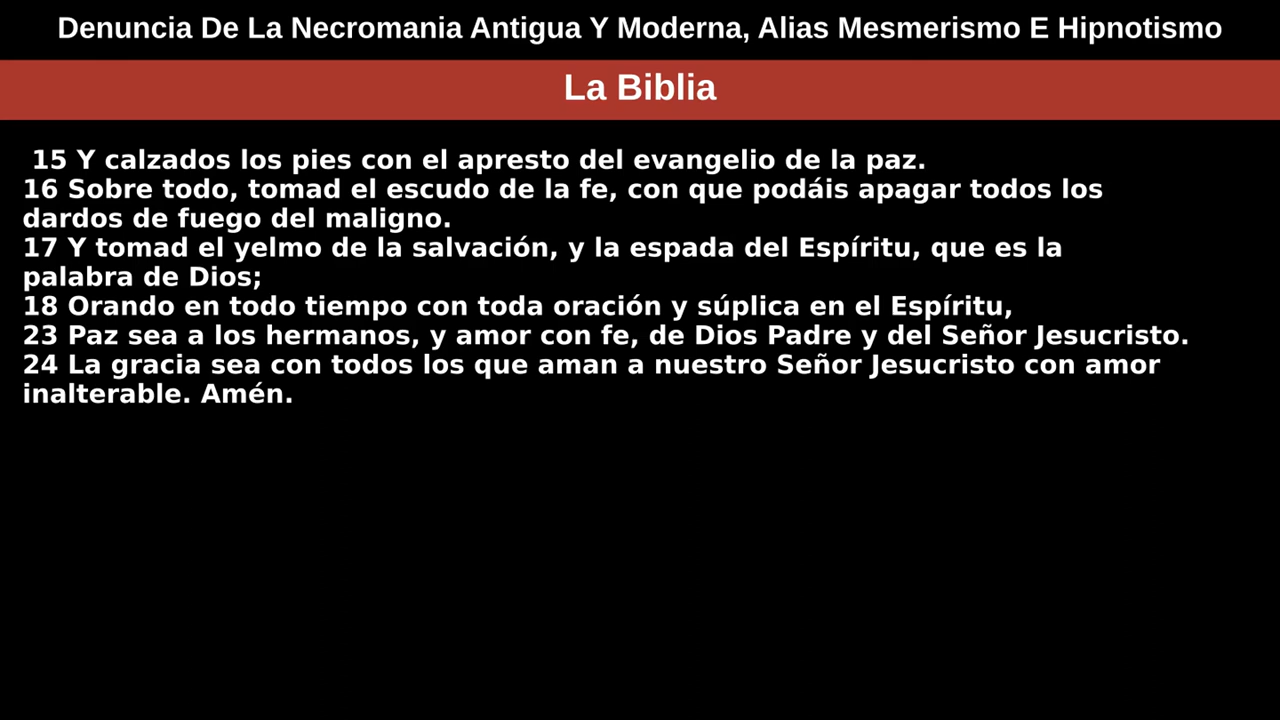 Denuncia De La Necromania Antigua Y Moderna, Alias Mesmerismo E Hipnotismo
La Biblia
15 Y calzados los pies con el apresto del evangelio de la paz.
16 Sobre todo, tomad el escudo de la fe, con que podáis apagar todos los
dardos de fuego del maligno.
17 Y tomad el yelmo de la salvación, y la espada del Espíritu, que es la
palabra de Dios;
18 Orando en todo tiempo con toda oración y súplica en el Espíritu,
23 Paz sea a los hermanos, y amor con fe, de Dios Padre y del Señor Jesucristo.
24 La gracia sea con todos los que aman a nuestro Señor Jesucristo con amor
inalterable. Amén.